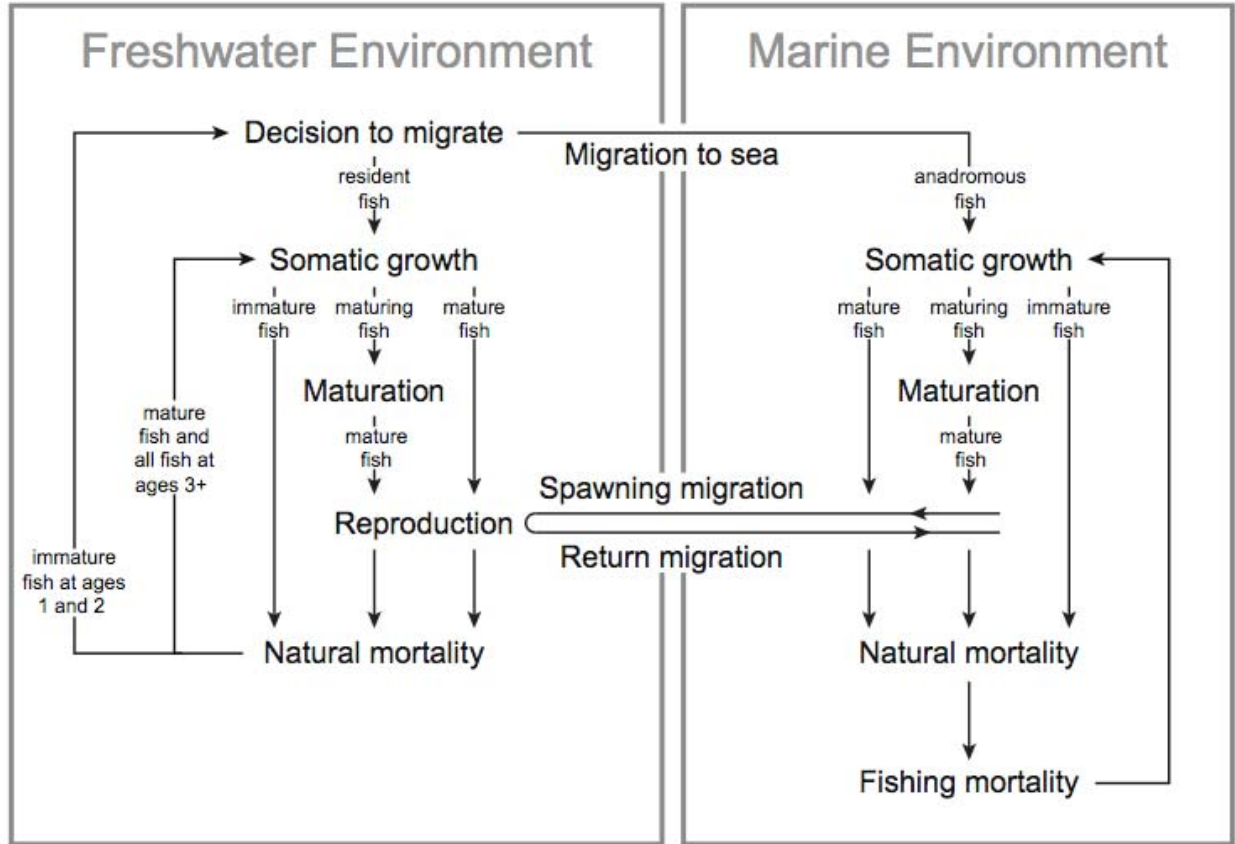 Freshwater Environment
Marine Environment
Decision to migrate
Migration to sea
resident
fish
anadromous
fish
Somatic growth
Somatic growth
immature
fish
maturing
fish
mature
fish
mature
fish
maturing
fish
immature
fish
Maturation
Maturation
mature
fish and
all fish at
ages 3+
mature
fish
mature
fish
Spawning migration
Reproduction
Return migration
immature
fish at ages
1 and 2
Natural mortality
Natural mortality
Fishing mortality